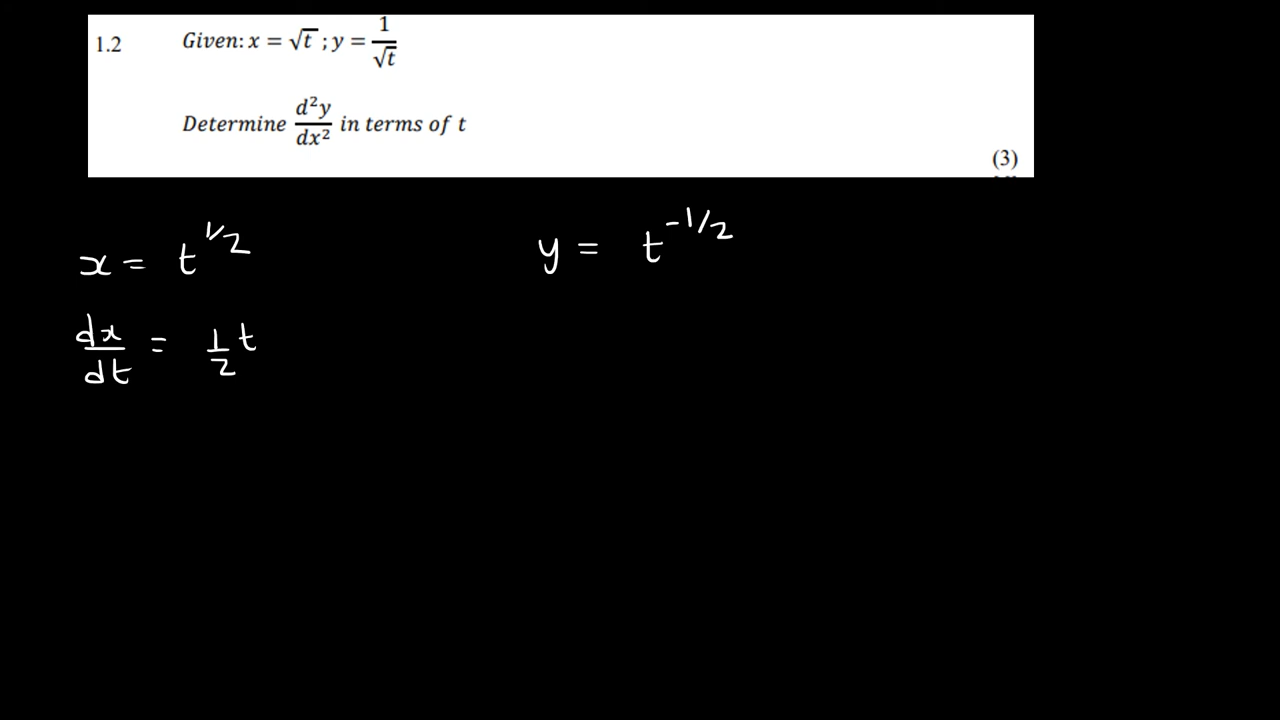 1.2 Given: x = √t ; y = 1/√t
Determine d²y/dx² in terms of t
(3)
x = t^1/2 y = t^-1/2
dx/dt = 1/2 t